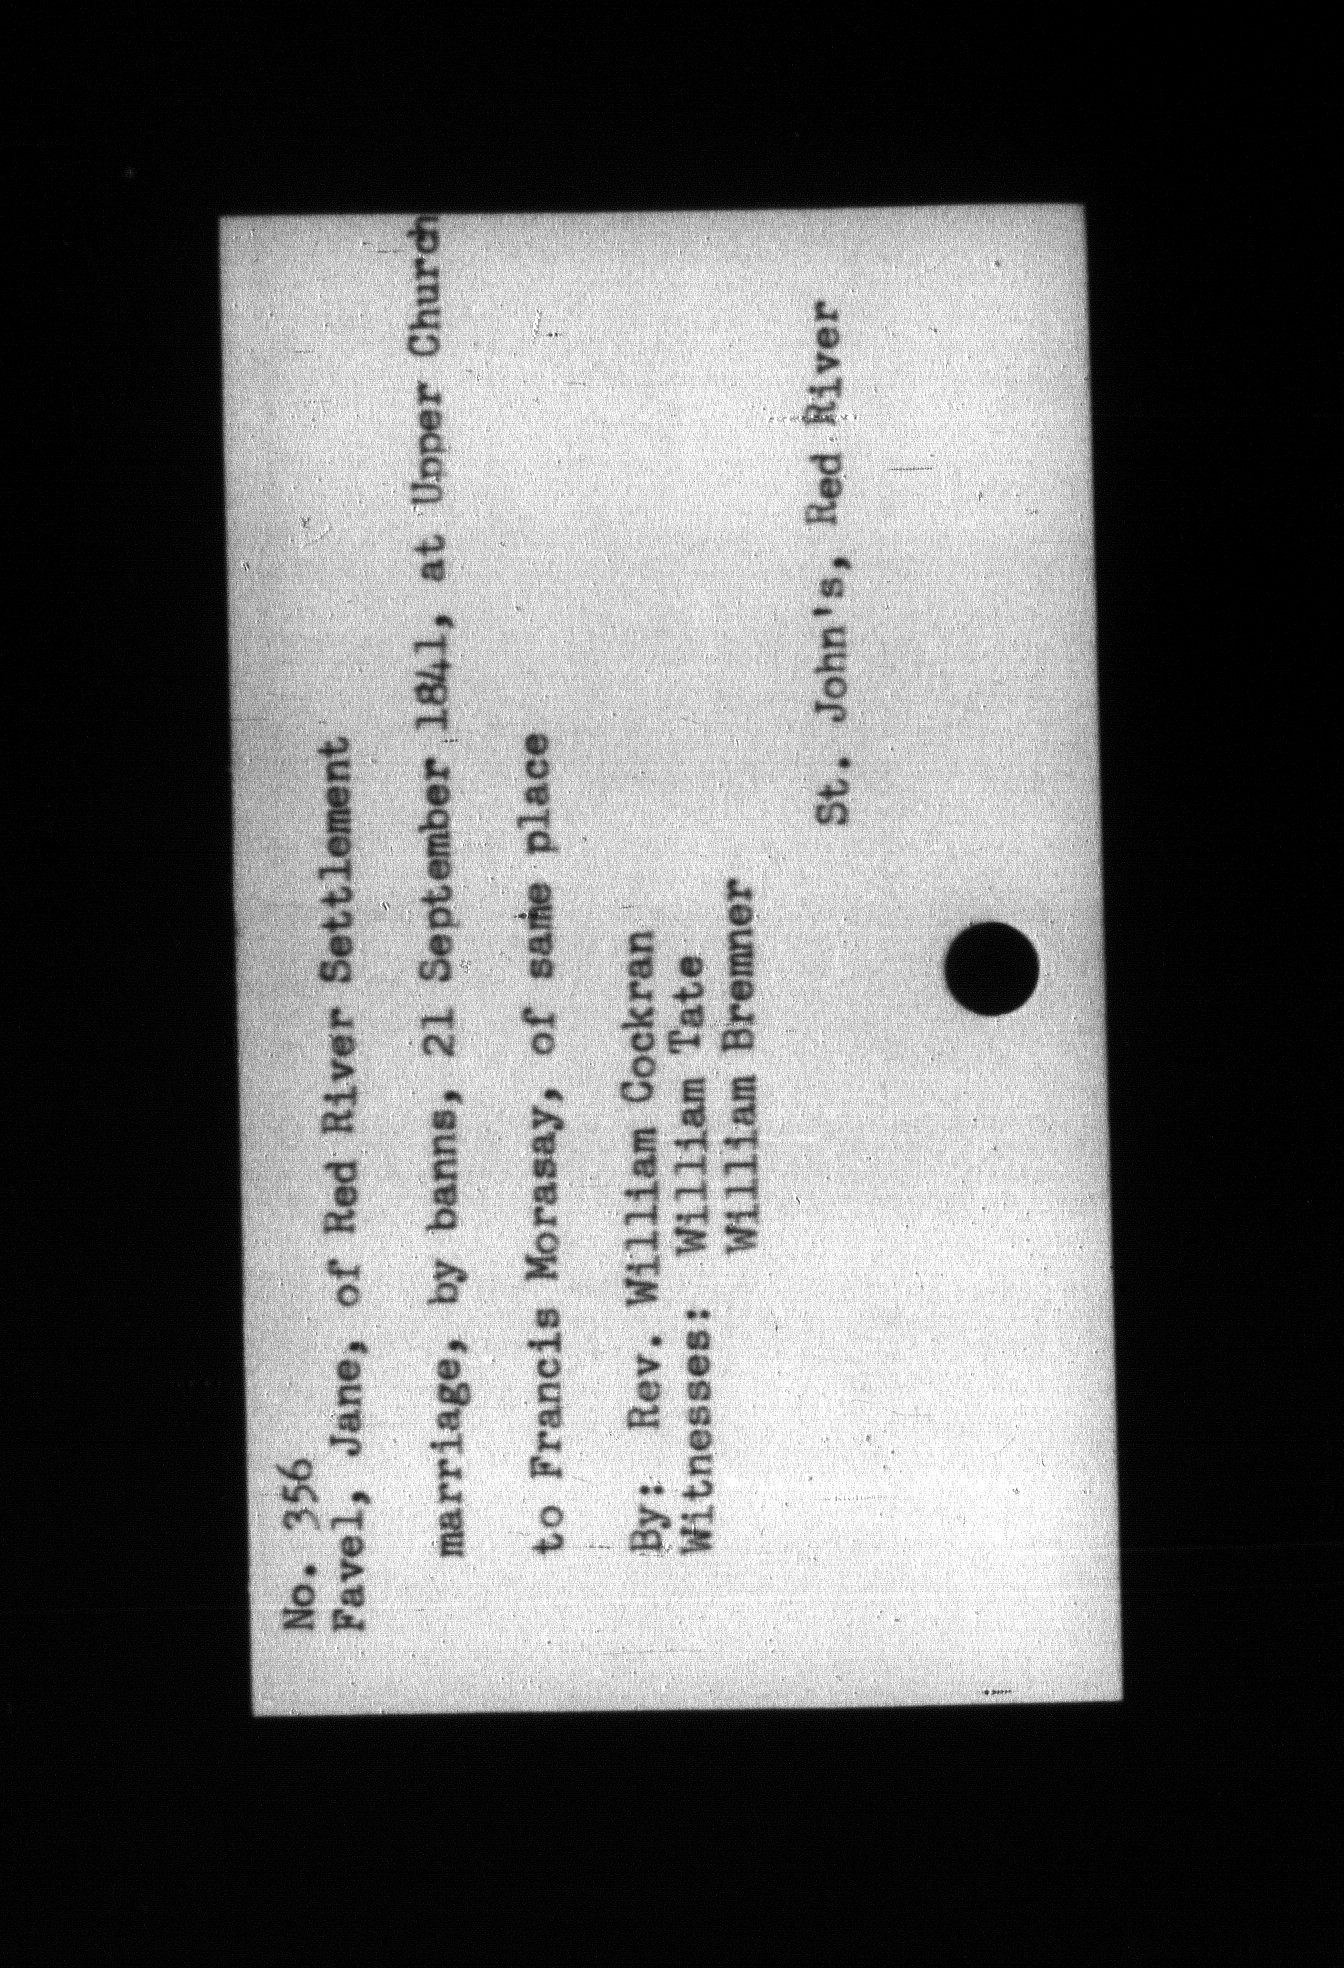 No. 356
Favel, Jane, of Red River Settlement
marriage, by banns, 21 September 1841, at Upper Church
to Francis Morasay, of same place
By: Rev. William Cockran
Witnesses: William Tate
William Bremner
St. John's, Red River